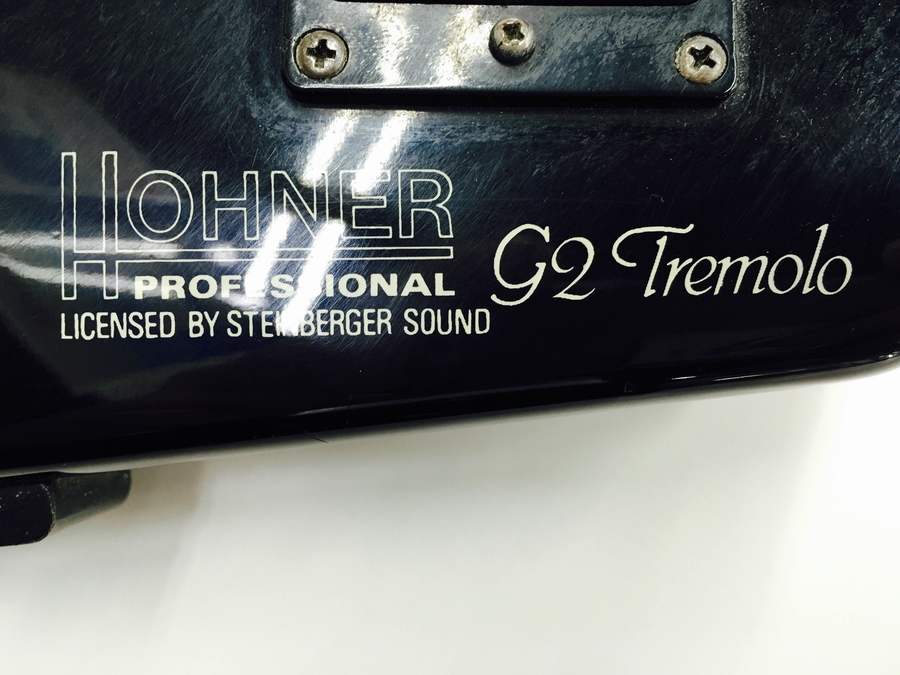 HOHNER
PROFESSIONAL
G2 Tremolo
LICENSED BY STEINBERGER SOUND